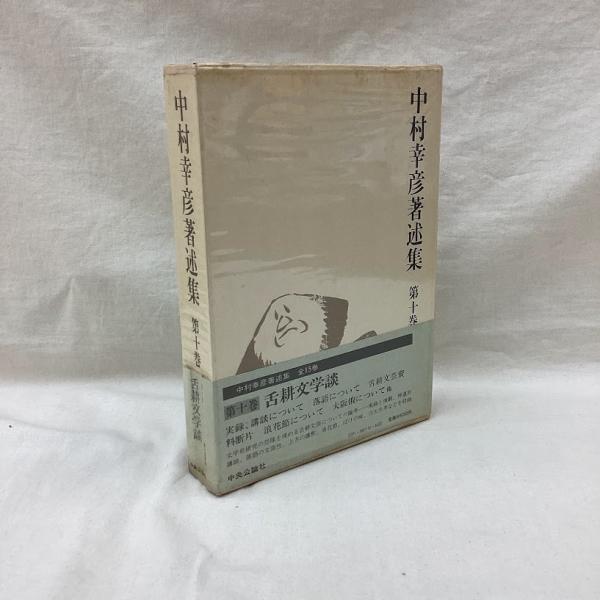 中村幸彦著述集
第十巻
中村幸彦著述集
第十巻
舌耕文学談
中村幸彦著述集 全15巻
第十巻 舌耕文学談
実録、講談について 落語について 舌耕文芸資
料断片 浪花節について 大阪俄について 他
中央公論社